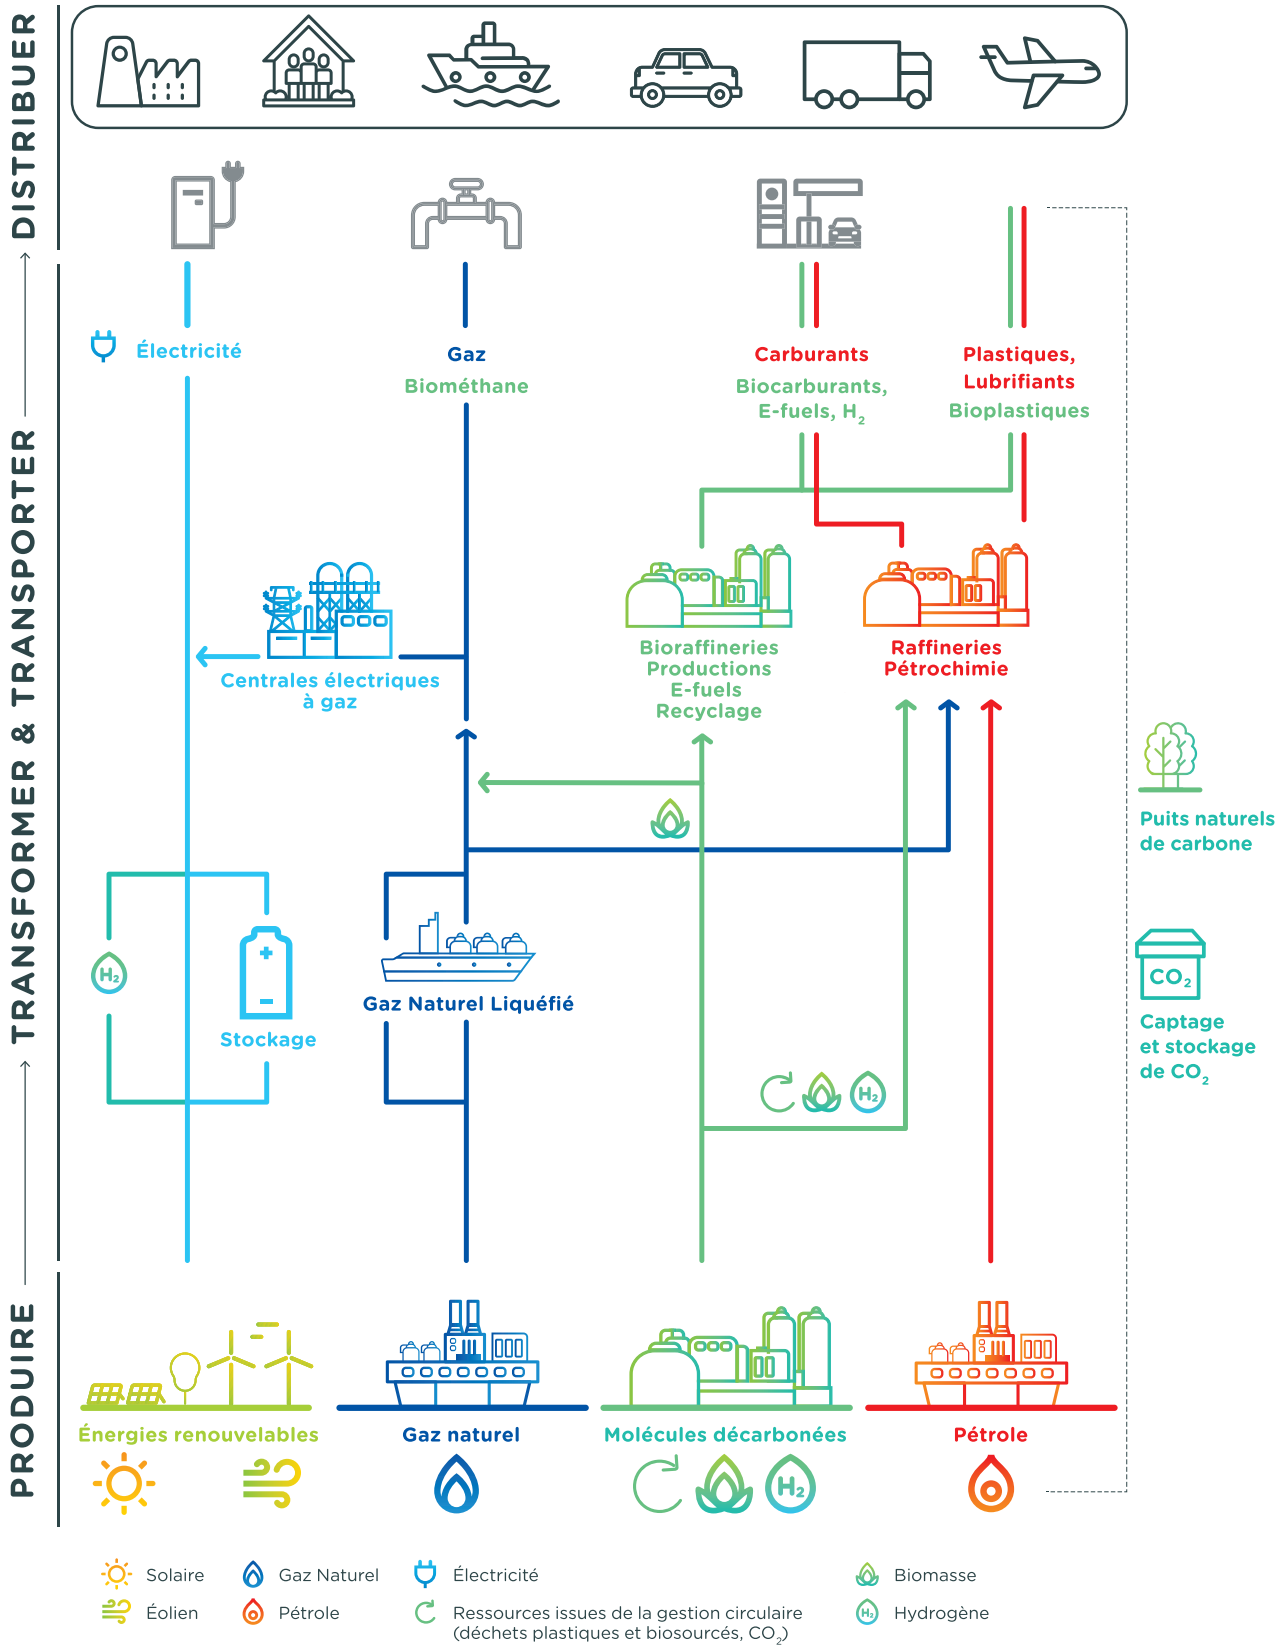 DISTRIBUER
TRANSFORMER & TRANSPORTER
PRODUIRE
Électricité
Gaz
Biométhane
Carburants
Biocarburants,
E-fuels, H₂
Plastiques,
Lubrifiants
Bioplastiques
Centrales électriques
à gaz
Bioraffineries
Productions
E-fuels
Recyclage
Raffineries
Pétrochimie
Puits naturels
de carbone
H₂
Stockage
Gaz Naturel Liquéfié
CO₂
Captage
et stockage
de CO₂
H₂
Énergies renouvelables
Gaz naturel
Molécules décarbonées
Pétrole
H₂
Solaire
Gaz Naturel
Électricité
Biomasse
Éolien
Pétrole
Ressources issues de la gestion circulaire
(déchets plastiques et biosourcés, CO₂)
H₂
Hydrogène